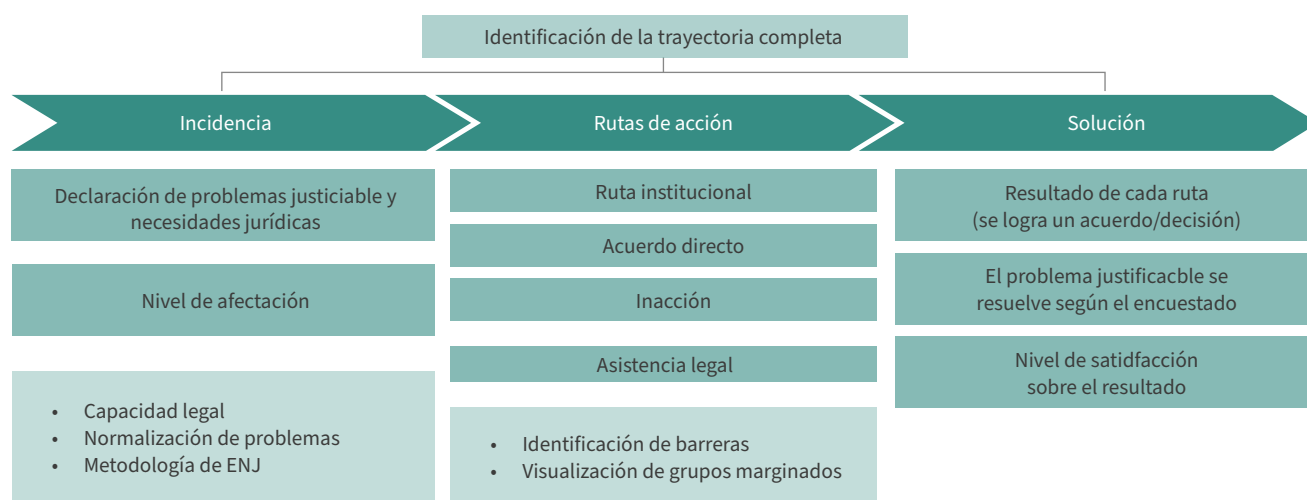 Identificación de la trayectoria completa
Incidencia
Declaración de problemas justiciable y
necesidades jurídicas
Nivel de afectación
• Capacidad legal
• Normalización de problemas
• Metodología de ENJ
Rutas de acción
Ruta institucional
Acuerdo directo
Inacción
Asistencia legal
• Identificación de barreras
• Visualización de grupos marginados
Solución
Resultado de cada ruta
(se logra un acuerdo/decisión)
El problema justificacble se
resuelve según el encuestado
Nivel de satidfacción
sobre el resultado